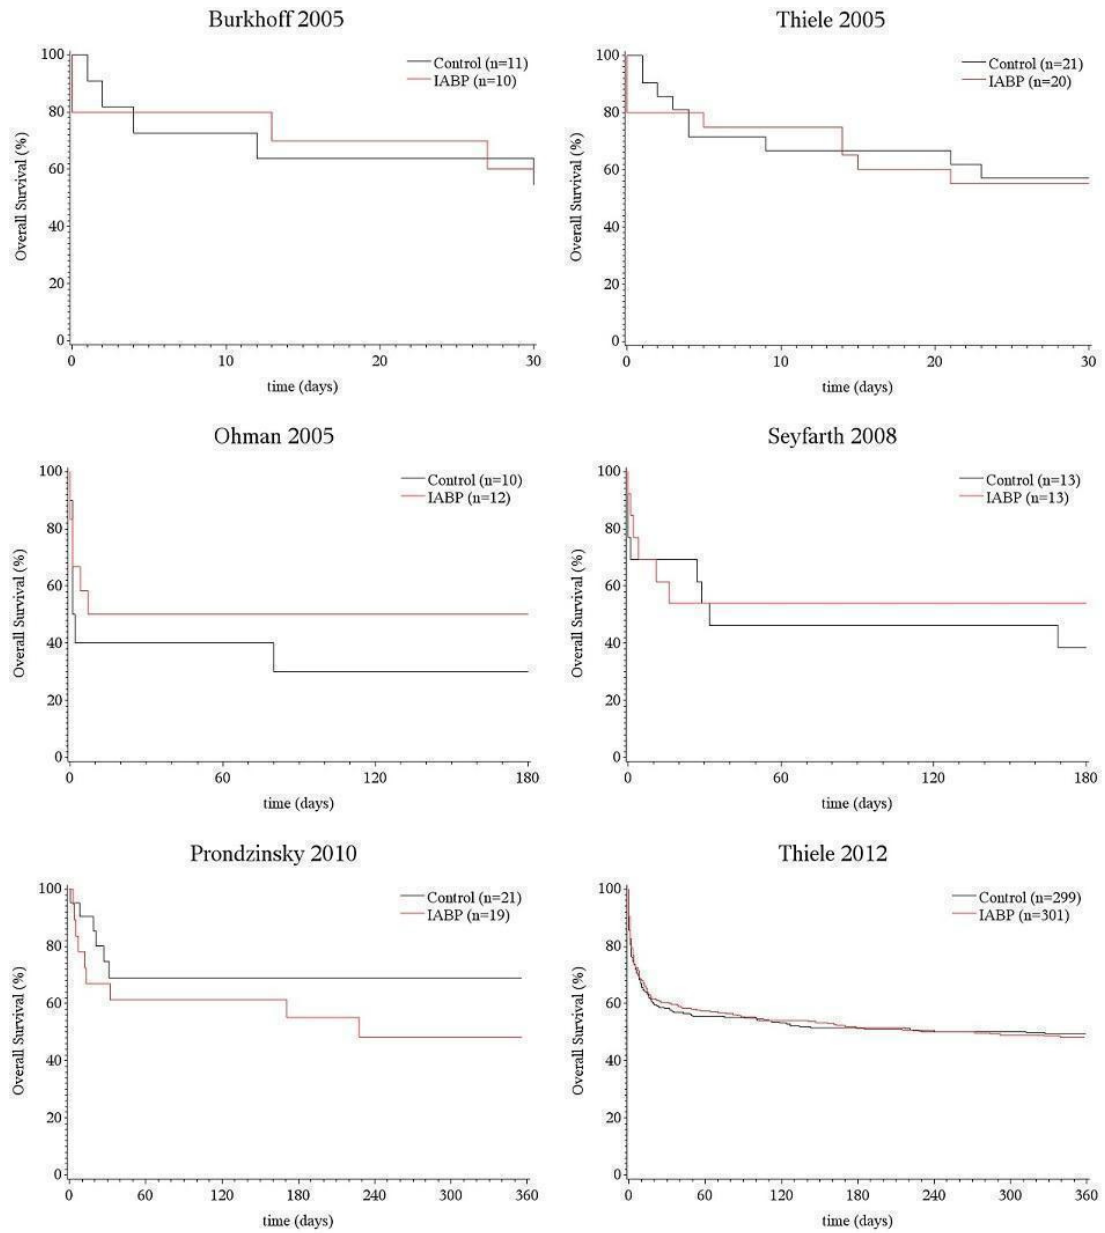 Burkhoff 2005
Thiele 2005
100
80
60
40
20
0
Overall Survival (%)
Control (n=11)
IABP (n=10)
0 10 20 30
time (days)
100
80
60
40
20
0
Overall Survival (%)
Control (n=21)
IABP (n=20)
0 10 20 30
time (days)
Ohman 2005
Seyfarth 2008
100
80
60
40
20
0
Overall Survival (%)
Control (n=10)
IABP (n=12)
0 60 120 180
time (days)
100
80
60
40
20
0
Overall Survival (%)
Control (n=13)
IABP (n=13)
0 60 120 180
time (days)
Prondzinsky 2010
Thiele 2012
100
80
60
40
20
0
Overall Survival (%)
Control (n=21)
IABP (n=19)
0 60 120 180 240 300 360
time (days)
100
80
60
40
20
0
Overall Survival (%)
Control (n=299)
IABP (n=301)
0 60 120 180 240 300 360
time (days)